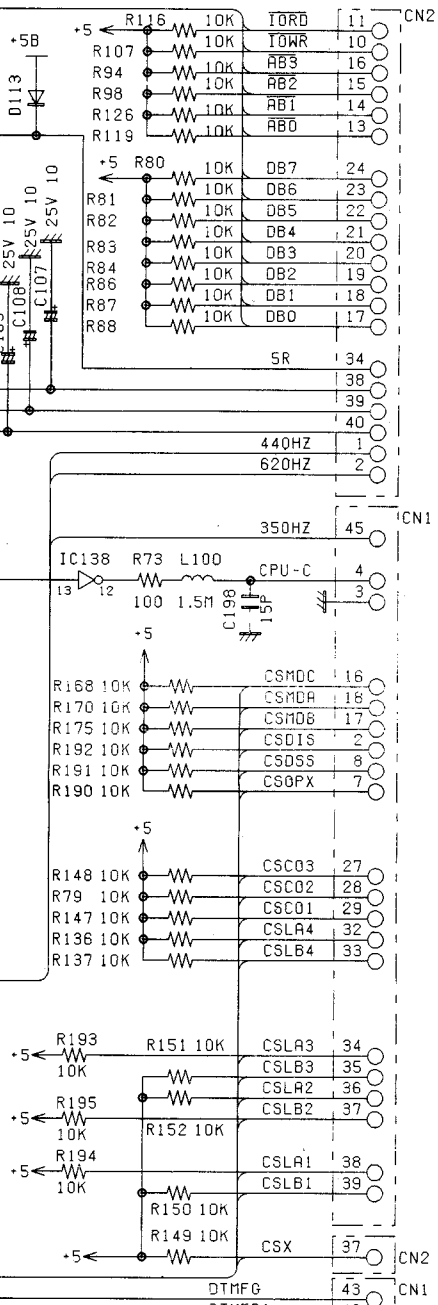 CN2
R116 10K IORD 11
+5
+5B
R107 10K IOWR 10
R94 10K AB3 16
R98 10K AB2 15
D113
R126 10K AB1 14
R119 10K AB0 13
+5 R80 10K DB7 24
R81 10K DB6 23
R82 10K DB5 22
R83 10K DB4 21
R84 10K DB3 20
R86 10K DB2 19
R87 10K DB1 18
R88 10K DB0 17
25V 10
25V 10
25V 10
C108
C107
5R 34
38
39
40
440HZ 1
620HZ 2
CN1
350HZ 45
IC138 R73 L100 CPU-C 4
13 12 100 1.5M C198 15P 3
+5
R168 10K CSMDC 16
R170 10K CSMDA 18
R175 10K CSMDB 17
R192 10K CSDIS 2
R191 10K CSDSS 8
R190 10K CSOPX 7
+5
R148 10K CSCO3 27
R79 10K CSCO2 28
R147 10K CSCO1 29
R136 10K CSLA4 32
R137 10K CSLB4 33
R193 R151 10K CSLA3 34
+5 10K CSLB3 35
R195 CSLA2 36
+5 CSLB2 37
10K R152 10K
R194
+5 CSLA1 38
10K CSLB1 39
R150 10K
R149 10K CSX 37
+5 CN2
DTMFG 43 CN1